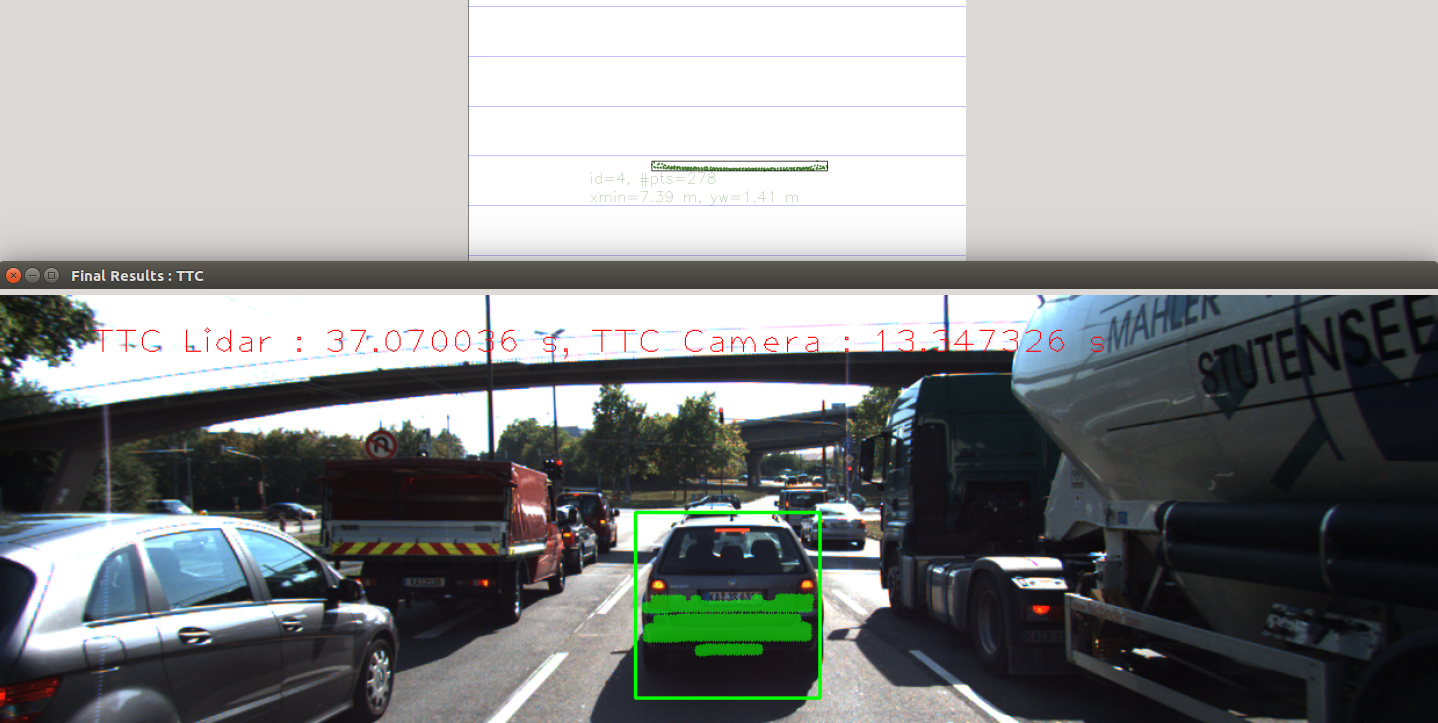 id=4, #pts=278
xmin=7.39 m, yw=1.41 m
Final Results : TTC
TTC Lidar : 37.070036 s, TTC Camera : 13.347326 s
MAHLER
STUTENSEE